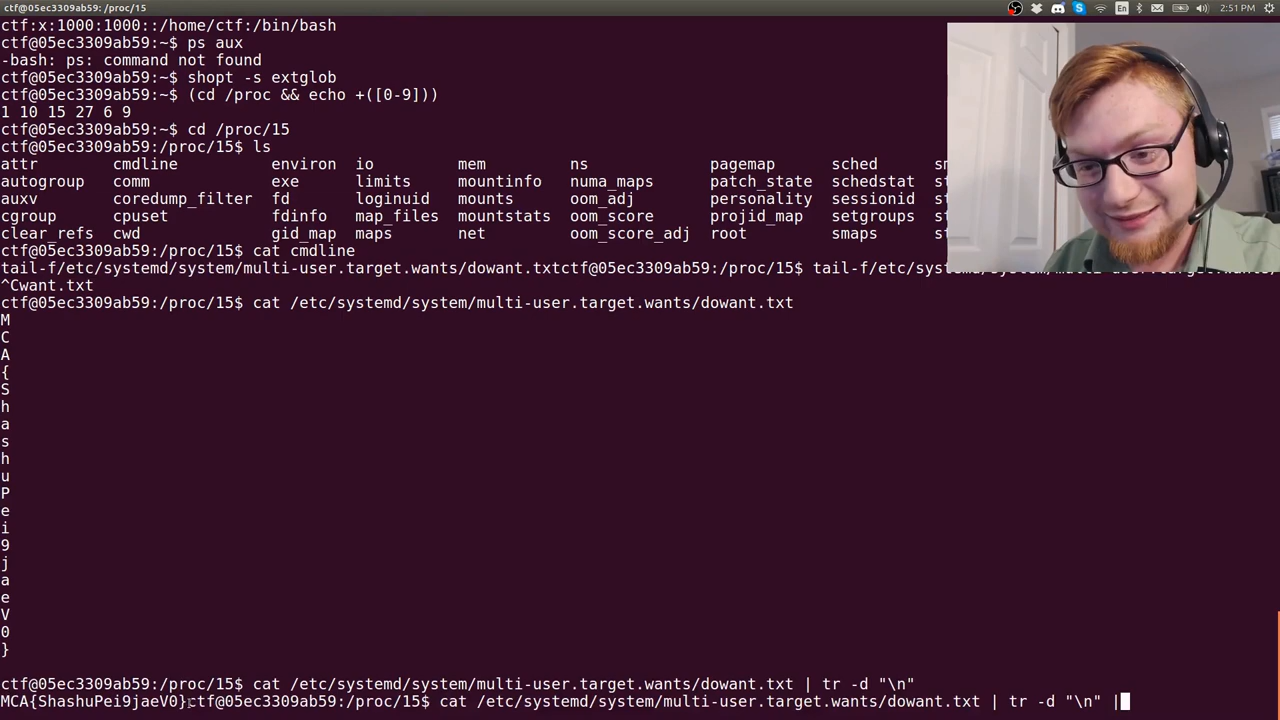 ctf@05ec3309ab59: /proc/15
En
2:51 PM
ctf:x:1000:1000::/home/ctf:/bin/bash
ctf@05ec3309ab59:~$ ps aux
-bash: ps: command not found
ctf@05ec3309ab59:~$ shopt -s extglob
ctf@05ec3309ab59:~$ (cd /proc && echo +([0-9]))
1 10 15 27 6 9
ctf@05ec3309ab59:~$ cd /proc/15
ctf@05ec3309ab59:/proc/15$ ls
attr cmdline environ io mem ns pagemap sched
autogroup comm exe limits mountinfo numa_maps patch_state schedstat
auxv coredump_filter fd loginuid mounts oom_adj personality sessionid
cgroup cpuset fdinfo map_files mountstats oom_score projid_map setgroups
clear_refs cwd gid_map maps net oom_score_adj root smaps
ctf@05ec3309ab59:/proc/15$ cat cmdline
tail-f/etc/systemd/system/multi-user.target.wants/dowant.txtctf@05ec3309ab59:/proc/15$
^Cwant.txt
ctf@05ec3309ab59:/proc/15$ cat /etc/systemd/system/multi-user.target.wants/dowant.txt
M
C
A
{
S
h
a
s
h
u
P
e
i
9
j
a
e
V
0
}
ctf@05ec3309ab59:/proc/15$ cat /etc/systemd/system/multi-user.target.wants/dowant.txt | tr -d "\n"
MCA{ShashuPei9jaeV0}ctf@05ec3309ab59:/proc/15$ cat /etc/systemd/system/multi-user.target.wants/dowant.txt | tr -d "\n" |